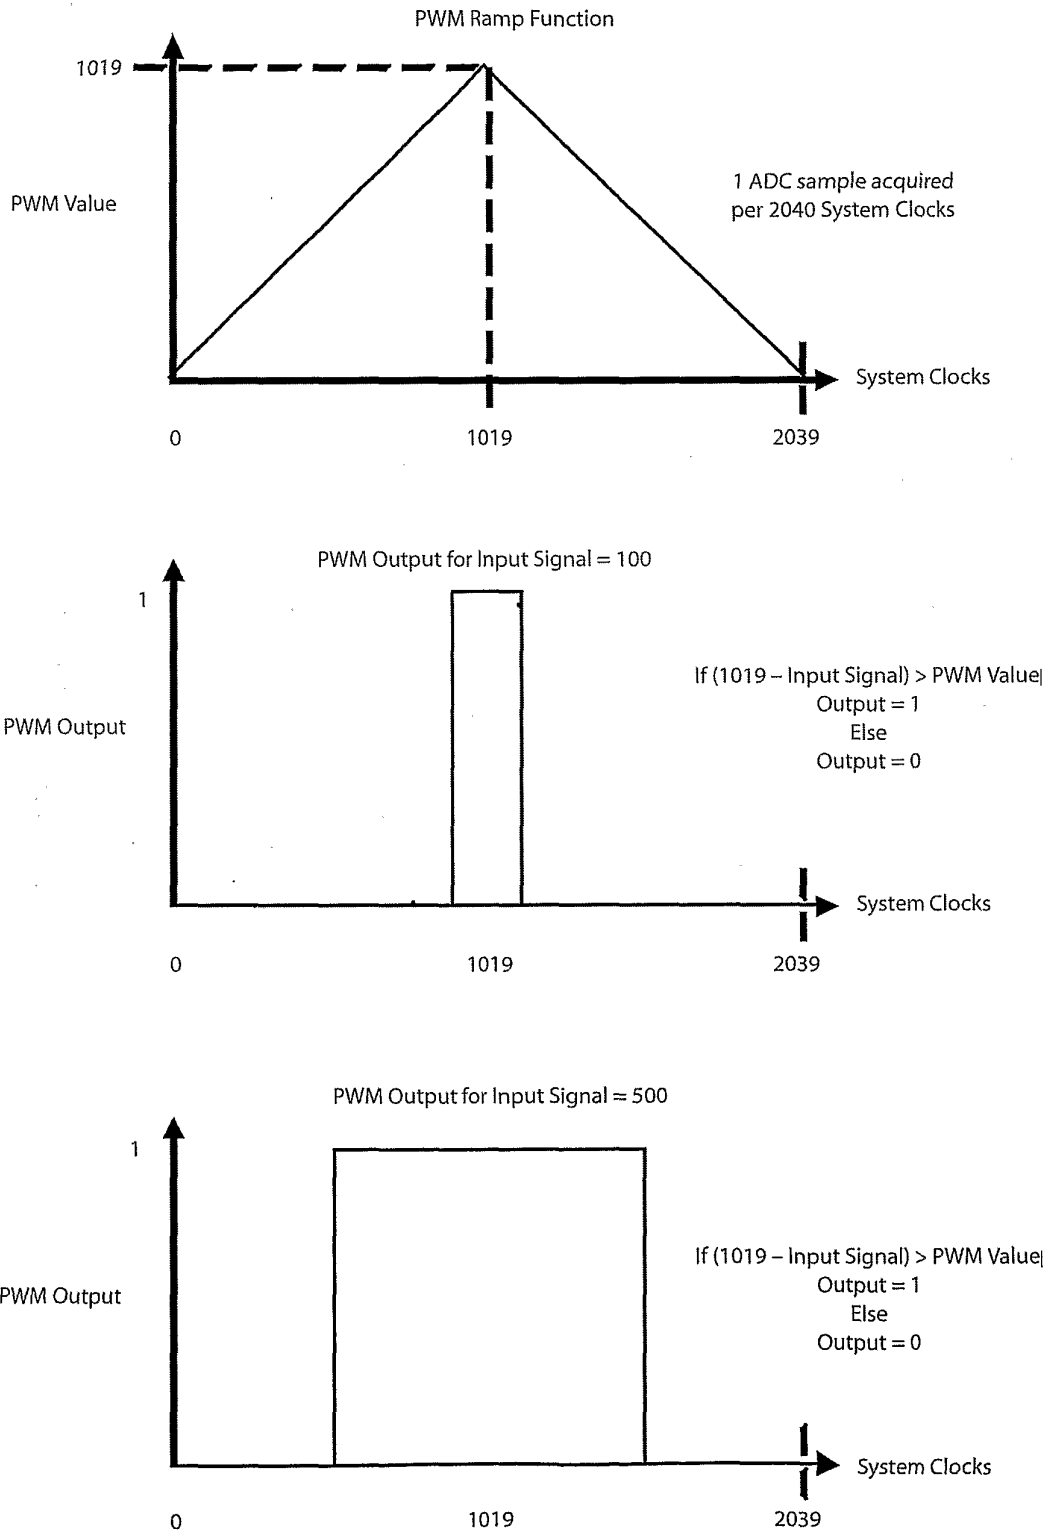 PWM Ramp Function
1019
PWM Value
1 ADC sample acquired
per 2040 System Clocks
System Clocks
0
1019
2039
PWM Output for Input Signal = 100
1
If (1019 – Input Signal) > PWM Value
Output = 1
PWM Output
Else
Output = 0
System Clocks
0
1019
2039
PWM Output for Input Signal = 500
1
If (1019 – Input Signal) > PWM Value
Output = 1
PWM Output
Else
Output = 0
System Clocks
0
1019
2039